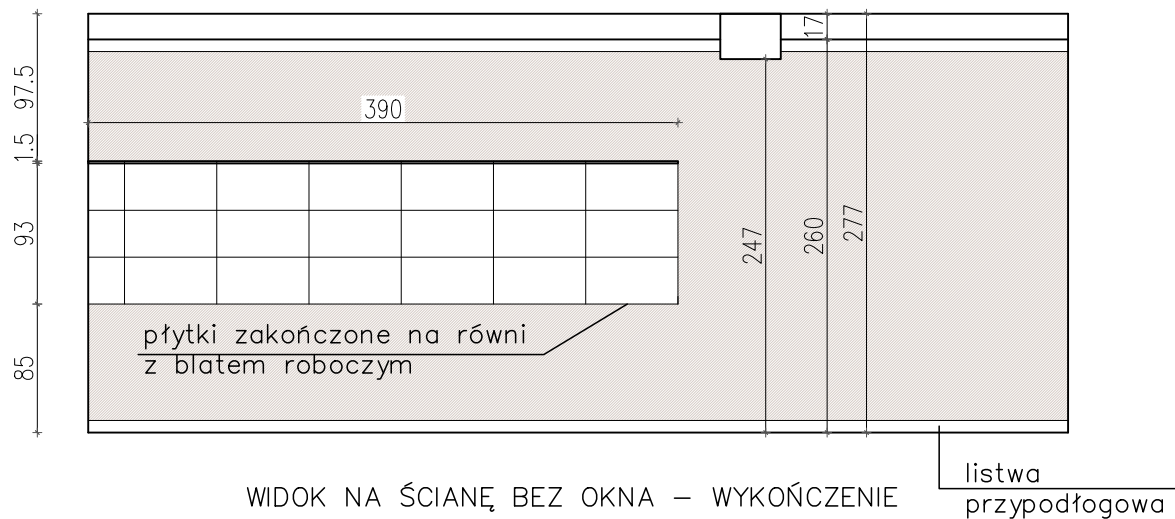 17
97.5
390
1.5
93
247
260
277
płytki zakończone na równi
z blatem roboczym
85
listwa
przypodłogowa
WIDOK NA ŚCIANĘ BEZ OKNA – WYKOŃCZENIE